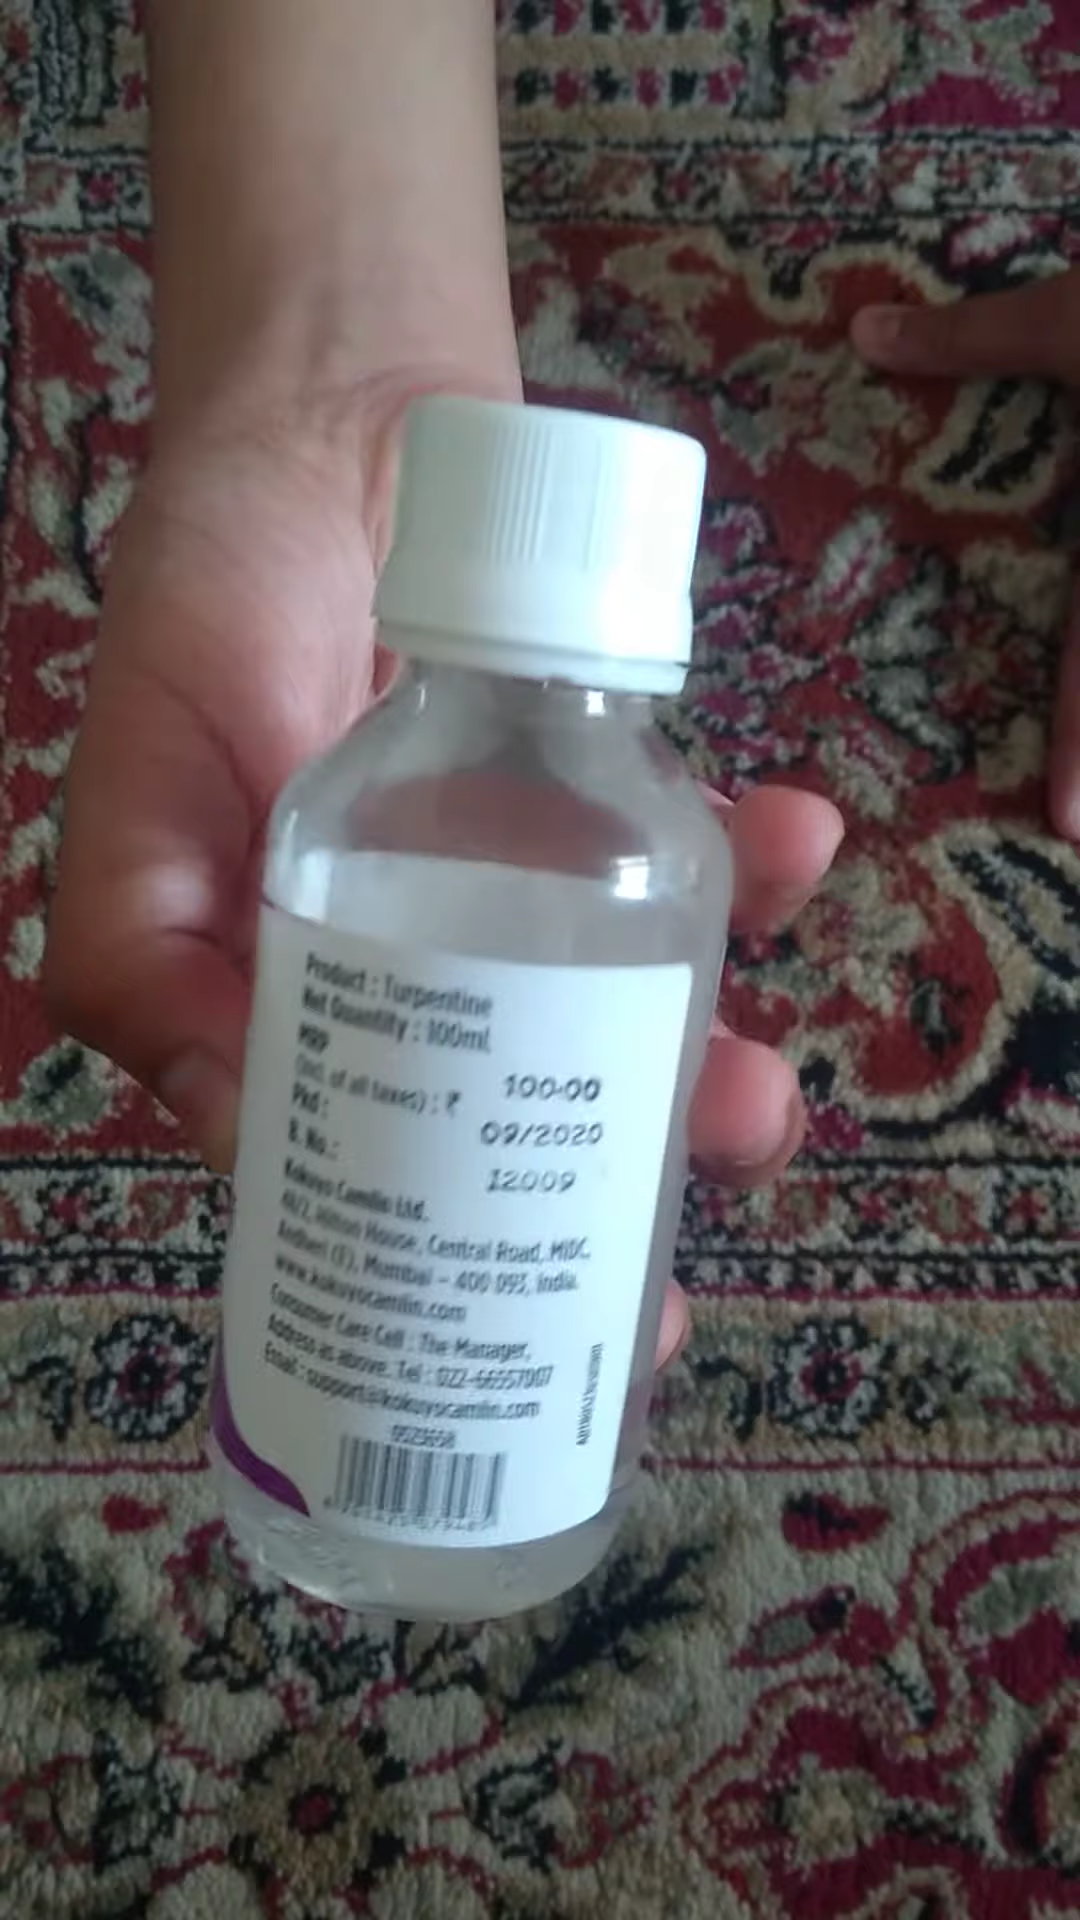 Product : Turpentine
Net Quantity : 100ml
MRP
(incl. of all taxes) : ₹ 100.00
Pkd : 09/2020
B. No. : 12009
Kokuyo Camlin Ltd.
48/2, Hilton House, Central Road, MIDC,
Andheri (E), Mumbai - 400 093, India.
www.kokuyocamlin.com
Consumer Care Cell : The Manager,
Address as above. Tel : 022-66557007
Email : support@kokuyocamlin.com